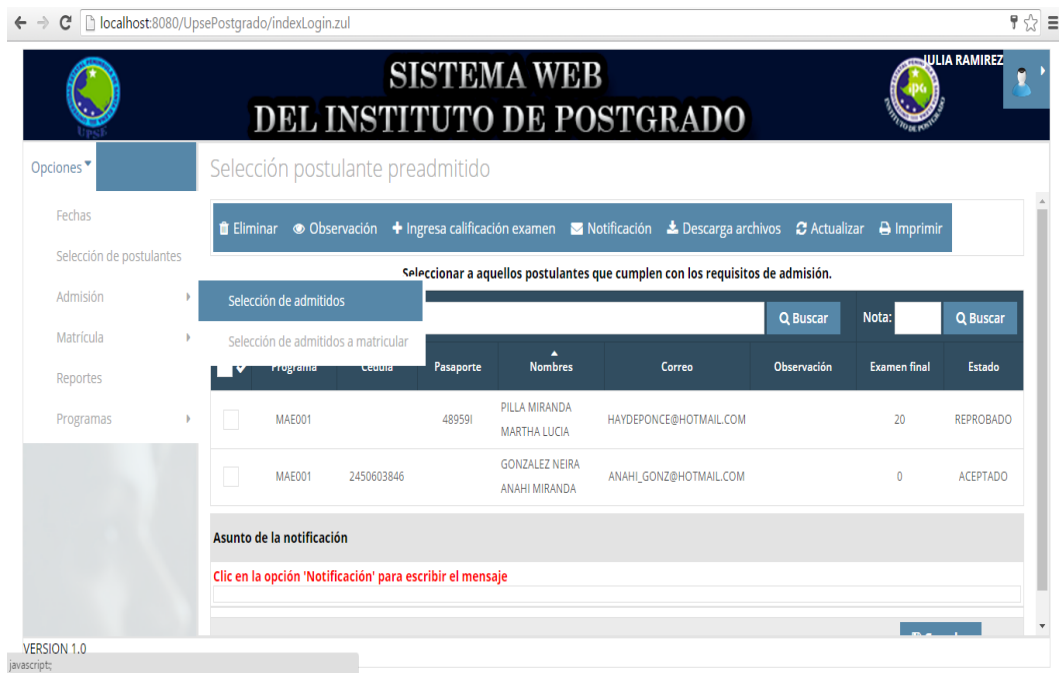 localhost:8080/UpsePostgrado/indexLogin.zul
SISTEMA WEB
DEL INSTITUTO DE POSTGRADO
UPSE
IPG
JULIA RAMIREZ
Opciones
Selección postulante preadmitido
Fechas
Selección de postulantes
Admisión
Matrícula
Reportes
Programas
Selección de admitidos
Selección de admitidos a matricular
Eliminar Observación Ingresa calificación examen Notificación Descarga archivos Actualizar Imprimir
Seleccionar a aquellos postulantes que cumplen con los requisitos de admisión.
Buscar Nota: Buscar
Programa Cédula Pasaporte Nombres Correo Observación Examen final Estado
MAE001 48959I PILLA MIRANDA MARTHA LUCIA HAYDEPONCE@HOTMAIL.COM 20 REPROBADO
MAE001 2450603846 GONZALEZ NEIRA ANAHI MIRANDA ANAHI_GONZ@HOTMAIL.COM 0 ACEPTADO
Asunto de la notificación
Clic en la opción 'Notificación' para escribir el mensaje
VERSION 1.0
javascript:;